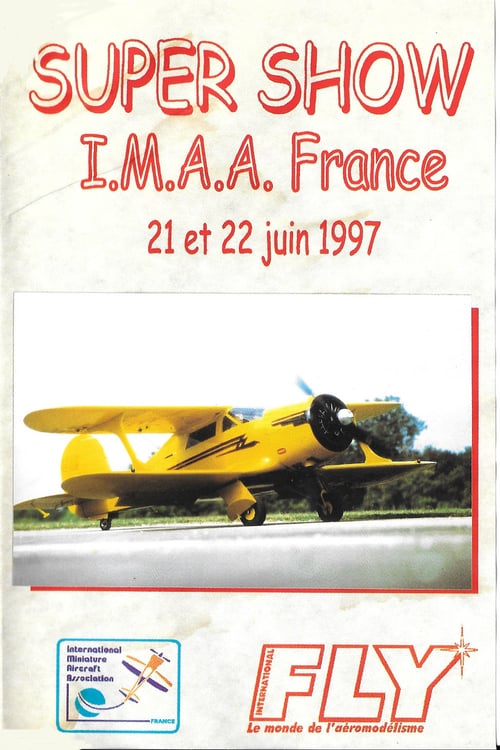 SUPER SHOW
I.M.A.A. France
21 et 22 juin 1997
International
Miniature
Aircraft
Association
FRANCE
INTERNATIONAL
FLY
Le monde de l'aéromodélisme